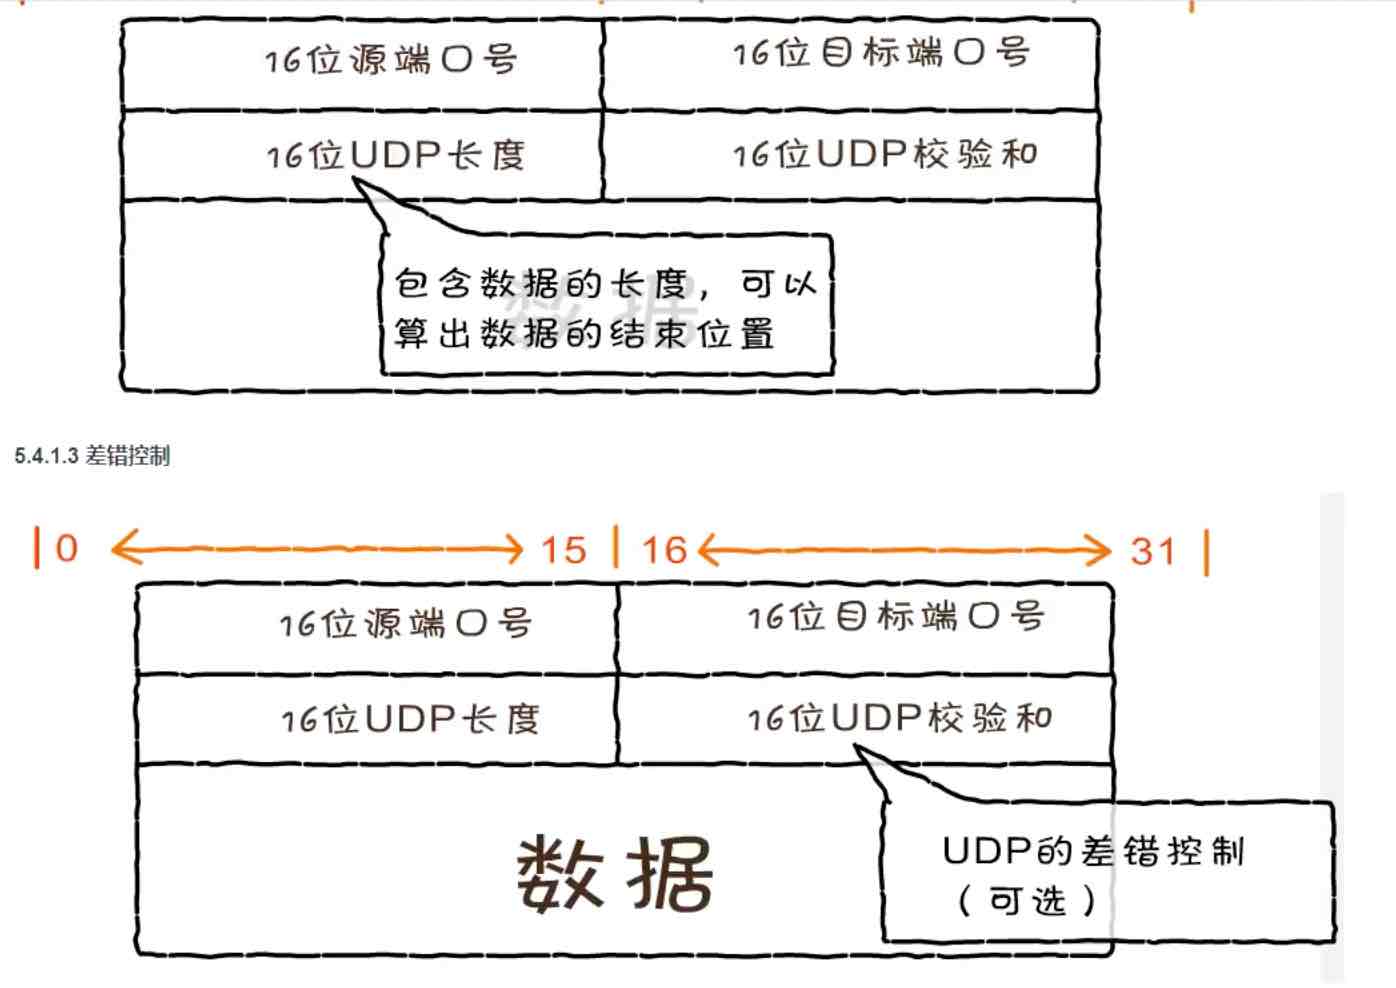 16位源端口号 16位目标端口号
16位UDP长度 16位UDP校验和
包含数据的长度，可以
算出数据的结束位置
数据
5.4.1.3 差错控制
0 15 16 31
16位源端口号 16位目标端口号
16位UDP长度 16位UDP校验和
数据
UDP的差错控制
（可选）